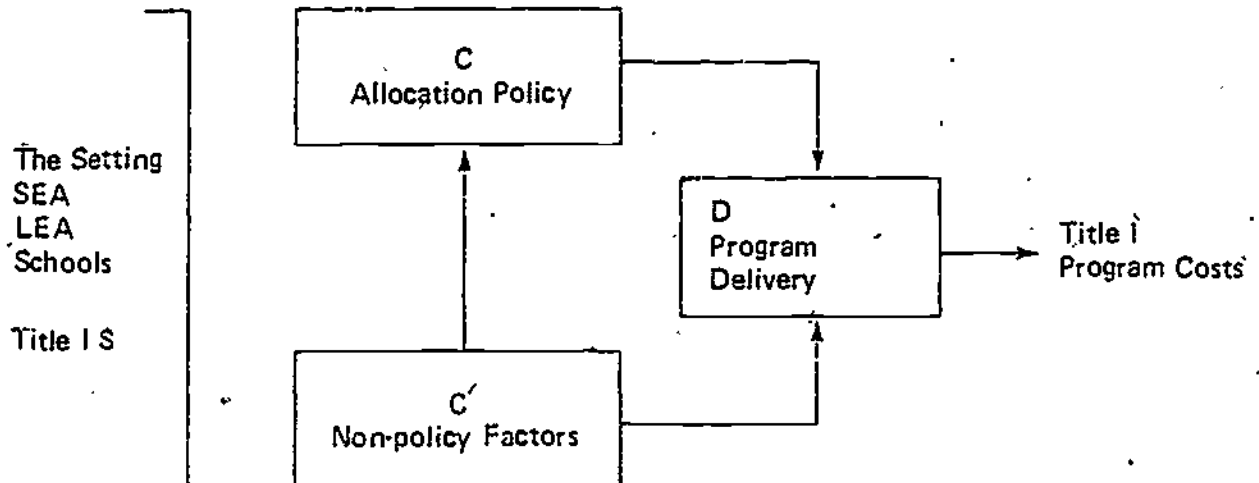 The Setting
SEA
LEA
Schools
Title I S
C
Allocation Policy
C′
Non-policy Factors
D
Program
Delivery
Title I
Program Costs